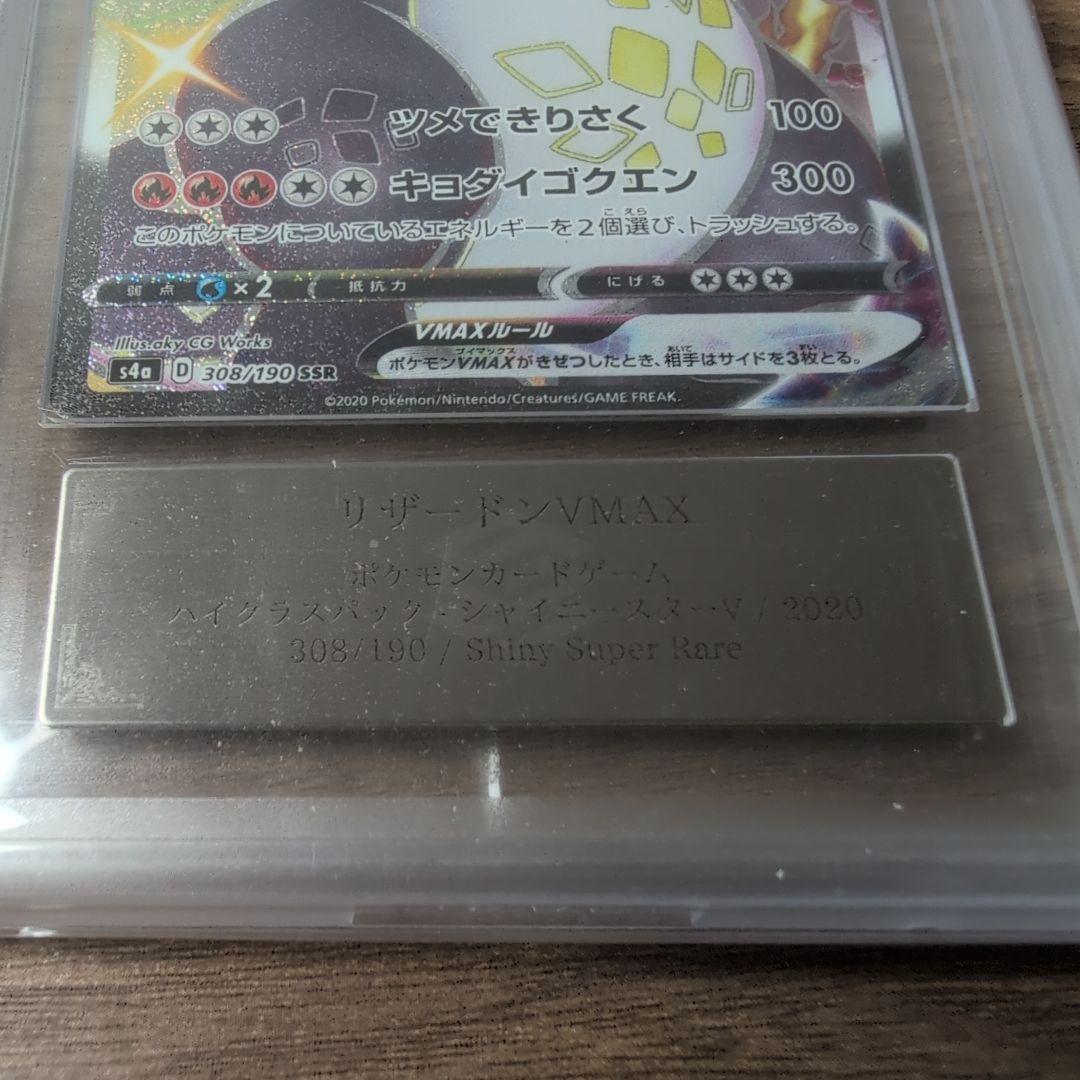 ツメできりさく 100
キョダイゴクエン 300
このポケモンについているエネルギーを2個選び、トラッシュする。
弱点 ×2 抵抗力 にげる
VMAXルール
ポケモンVMAXがきぜつしたとき、相手はサイドを3枚とる。
Illus.aky CG Works
s4a D 308/190 SSR
©2020 Pokémon/Nintendo/Creatures/GAME FREAK.
リザードンVMAX
ポケモンカードゲーム
ハイクラスパック - シャイニースターV / 2020
308/190 / Shiny Super Rare